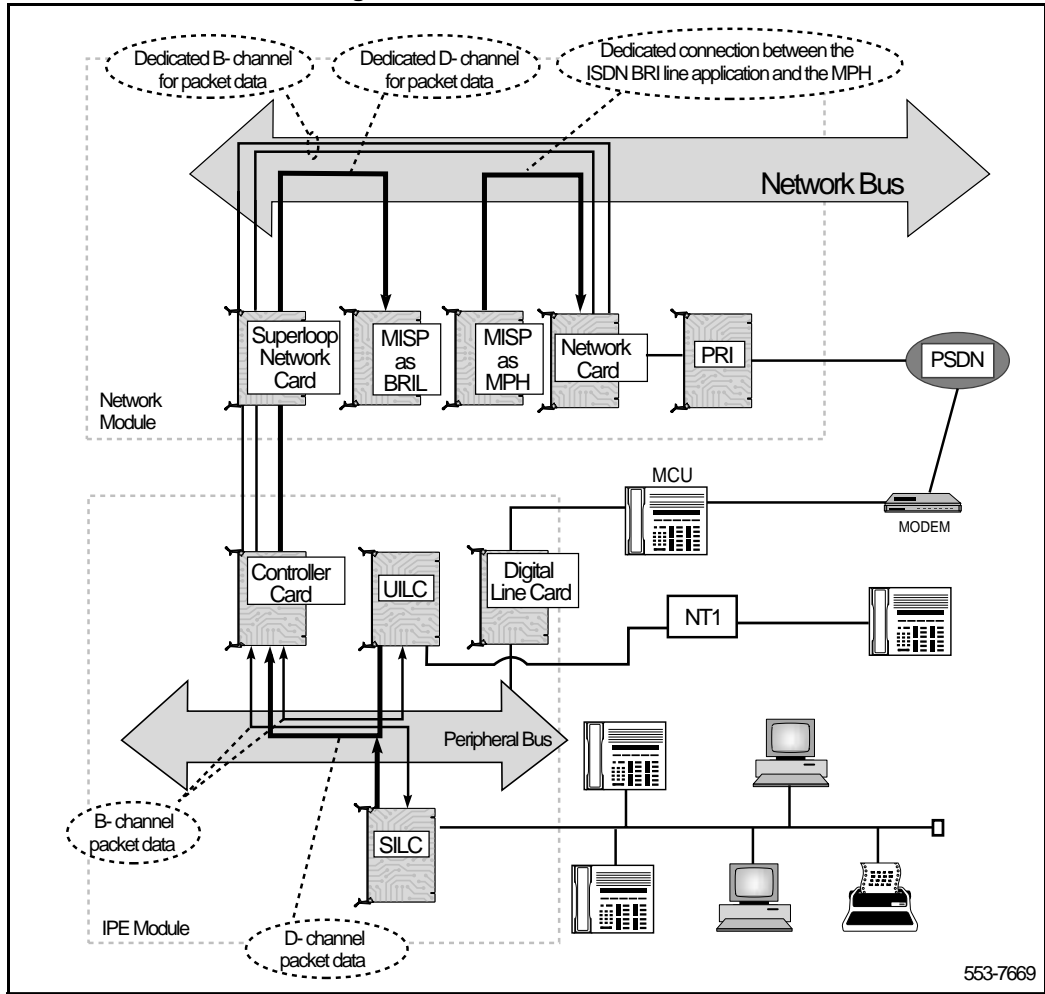 Dedicated B- channel
for packet data
Dedicated D- channel
for packet data
Dedicated connection between the
ISDN BRI line application and the MPH
Network Bus
Superloop
Network
Card
MISP
as
BRIL
MISP
as
MPH
Network
Card
PRI
PSDN
Network
Module
MCU
MODEM
Controller
Card
UILC
Digital
Line Card
NT1
Peripheral Bus
B- channel
packet data
SILC
IPE Module
D- channel
packet data
553-7669